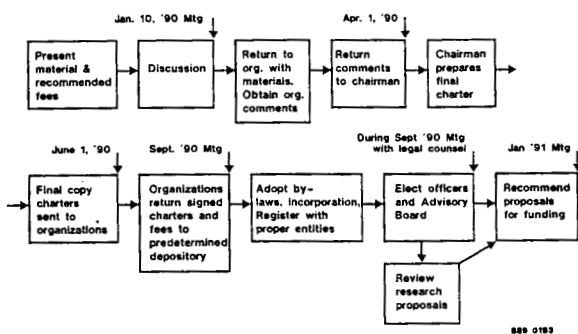 Jan. 10, '90 Mtg
Apr. 1, '90
Present
material &
recommended
fees
Discussion
Return to
org. with
materials.
Obtain org.
comments
Return
comments
to chairman
Chairman
prepares
final
charter
June 1, '90
Sept. '90 Mtg
During Sept '90 Mtg
with legal counsel
Jan '91 Mtg
Final copy
charters
sent to
organizations
Organizations
return signed
charters and
fees to
predetermined
depository
Adopt by-
laws, incorporation,
Register with
proper entities
Elect officers
and Advisory
Board
Recommend
proposals
for funding
Review
research
proposals
S89 0153